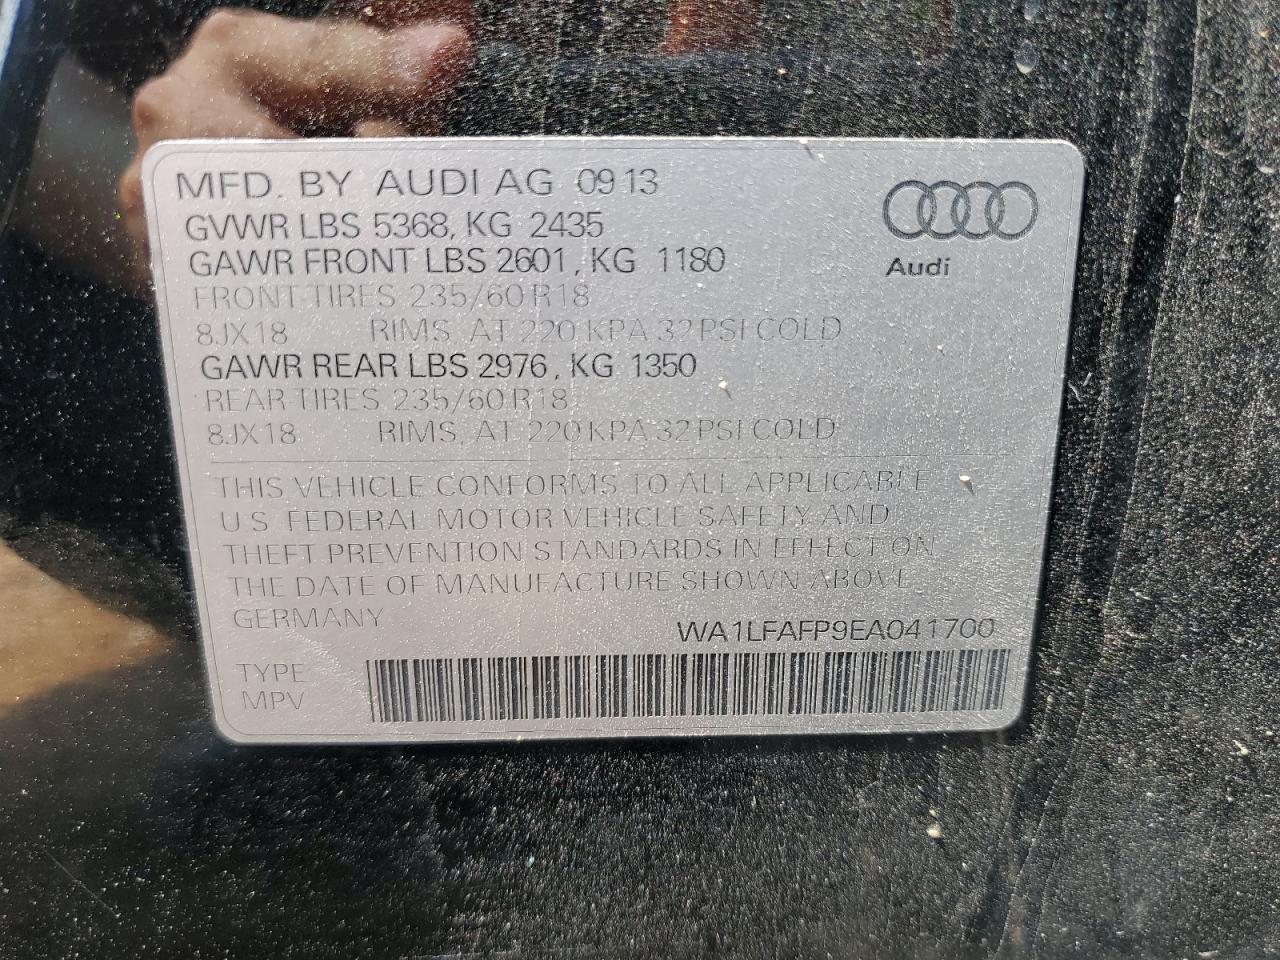 MFD. BY AUDI AG 09 13
GVWR LBS 5368, KG 2435
GAWR FRONT LBS 2601, KG 1180
FRONT TIRES 235/60 R18
8JX18 RIMS, AT 220 KPA 32 PSI COLD
GAWR REAR LBS 2976, KG 1350
REAR TIRES 235/60 R18
8JX18 RIMS, AT 220 KPA 32 PSI COLD
Audi
THIS VEHICLE CONFORMS TO ALL APPLICABLE
U.S. FEDERAL MOTOR VEHICLE SAFETY AND
THEFT PREVENTION STANDARDS IN EFFECT ON
THE DATE OF MANUFACTURE SHOWN ABOVE
GERMANY
WA1LFAFP9EA041700
TYPE
MPV